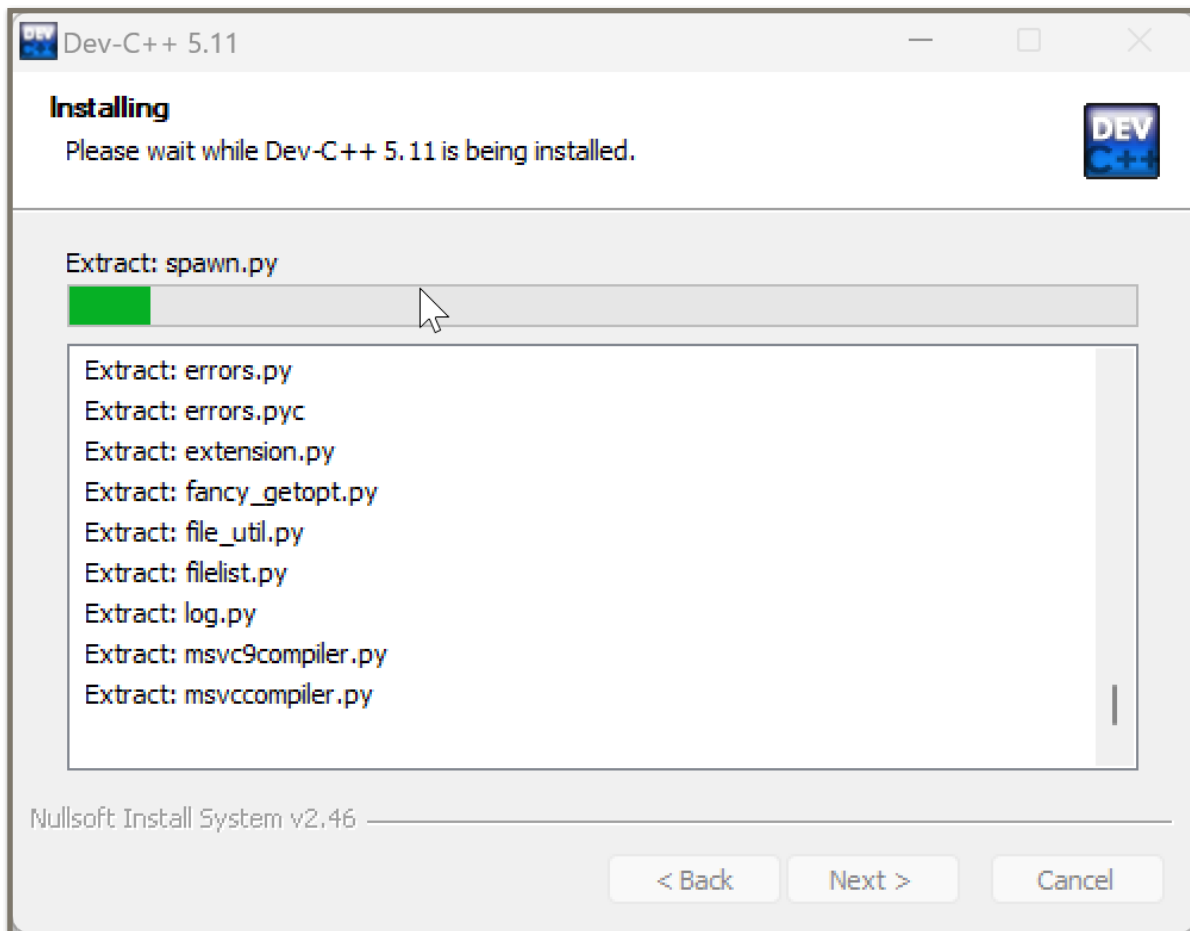 DEV C++ Dev-C++ 5.11
Installing
Please wait while Dev-C++ 5.11 is being installed.
DEV
C++
Extract: spawn.py
Extract: errors.py
Extract: errors.pyc
Extract: extension.py
Extract: fancy_getopt.py
Extract: file_util.py
Extract: filelist.py
Extract: log.py
Extract: msvc9compiler.py
Extract: msvccompiler.py
Nullsoft Install System v2.46
< Back Next > Cancel